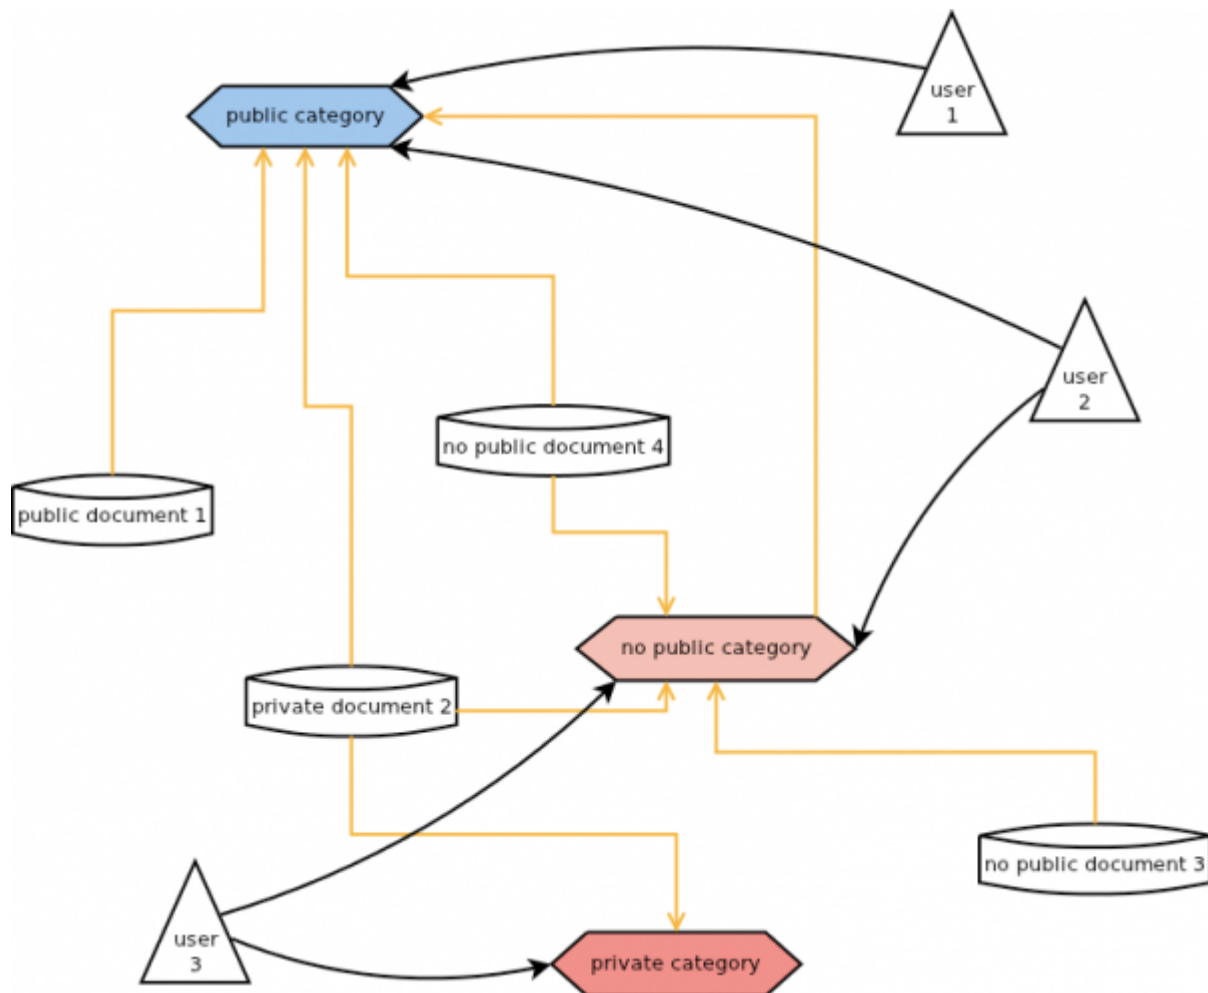 user
1
public category
user
2
no public document 4
public document 1
no public category
private document 2
no public document 3
user
3
private category